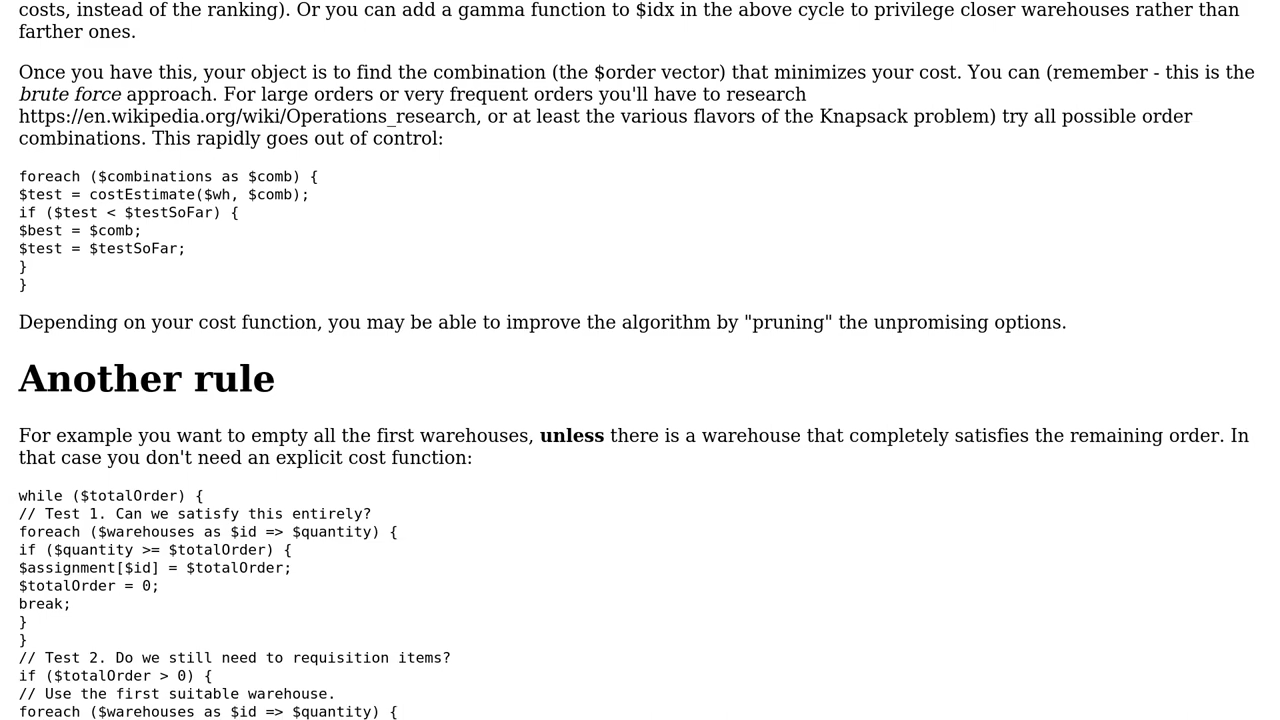 costs, instead of the ranking). Or you can add a gamma function to $idx in the above cycle to privilege closer warehouses rather than
farther ones.
Once you have this, your object is to find the combination (the $order vector) that minimizes your cost. You can (remember - this is the
brute force approach. For large orders or very frequent orders you'll have to research
https://en.wikipedia.org/wiki/Operations_research, or at least the various flavors of the Knapsack problem) try all possible order
combinations. This rapidly goes out of control:
foreach ($combinations as $comb) {
$test = costEstimate($wh, $comb);
if ($test < $testSoFar) {
$best = $comb;
$test = $testSoFar;
}
}
Depending on your cost function, you may be able to improve the algorithm by "pruning" the unpromising options.
Another rule
For example you want to empty all the first warehouses, unless there is a warehouse that completely satisfies the remaining order. In
that case you don't need an explicit cost function:
while ($totalOrder) {
// Test 1. Can we satisfy this entirely?
foreach ($warehouses as $id => $quantity) {
if ($quantity >= $totalOrder) {
$assignment[$id] = $totalOrder;
$totalOrder = 0;
break;
}
}
// Test 2. Do we still need to requisition items?
if ($totalOrder > 0) {
// Use the first suitable warehouse.
foreach ($warehouses as $id => $quantity) {